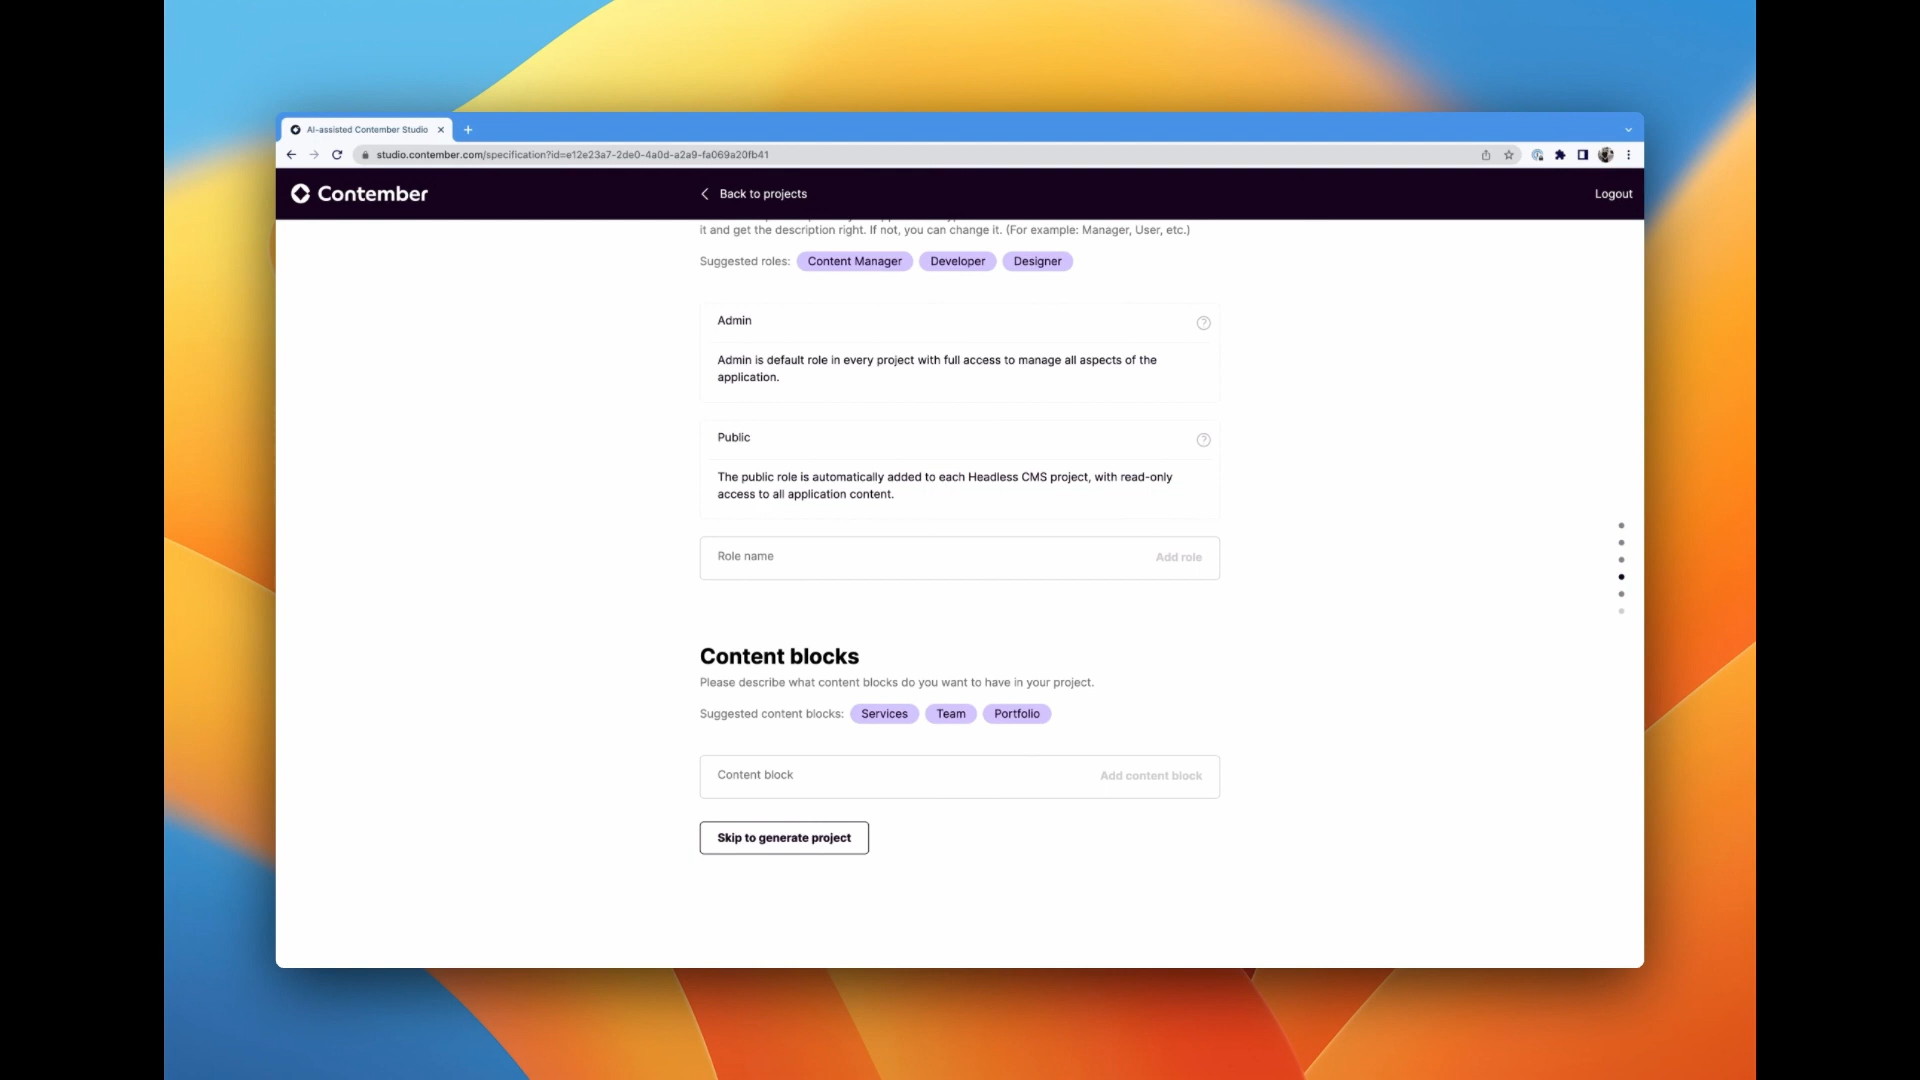 AI-assisted Contember Studio
studio.contember.com/specification?id=e12e23a7-2de0-4a0d-a2a9-fa069a20fb41
Contember
Back to projects
Logout
it and get the description right. If not, you can change it. (For example: Manager, User, etc.)
Suggested roles: Content Manager Developer Designer
Admin
Admin is default role in every project with full access to manage all aspects of the
application.
Public
The public role is automatically added to each Headless CMS project, with read-only
access to all application content.
Role name Add role
Content blocks
Please describe what content blocks do you want to have in your project.
Suggested content blocks: Services Team Portfolio
Content block Add content block
Skip to generate project